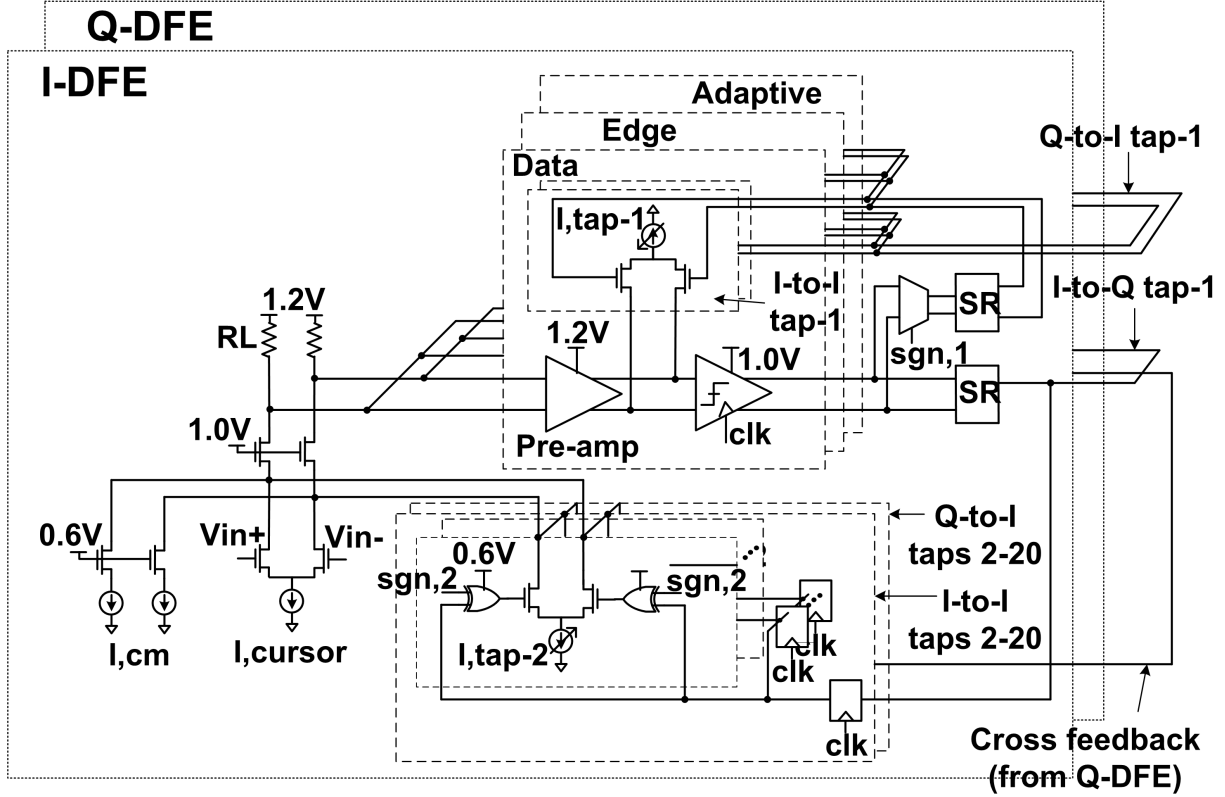 Q-DFE
I-DFE
Adaptive
Edge
Data
Q-to-I tap-1
I,tap-1
I-to-I
tap-1
I-to-Q tap-1
SR
sgn,1
1.2V
RL
1.2V
1.0V
SR
Pre-amp
clk
1.0V
0.6V
Vin+
Vin-
I,cm
I,cursor
Q-to-I
taps 2-20
0.6V
sgn,2
sgn,2
I-to-I
taps 2-20
I,tap-2
clk
clk
clk
Cross feedback
(from Q-DFE)